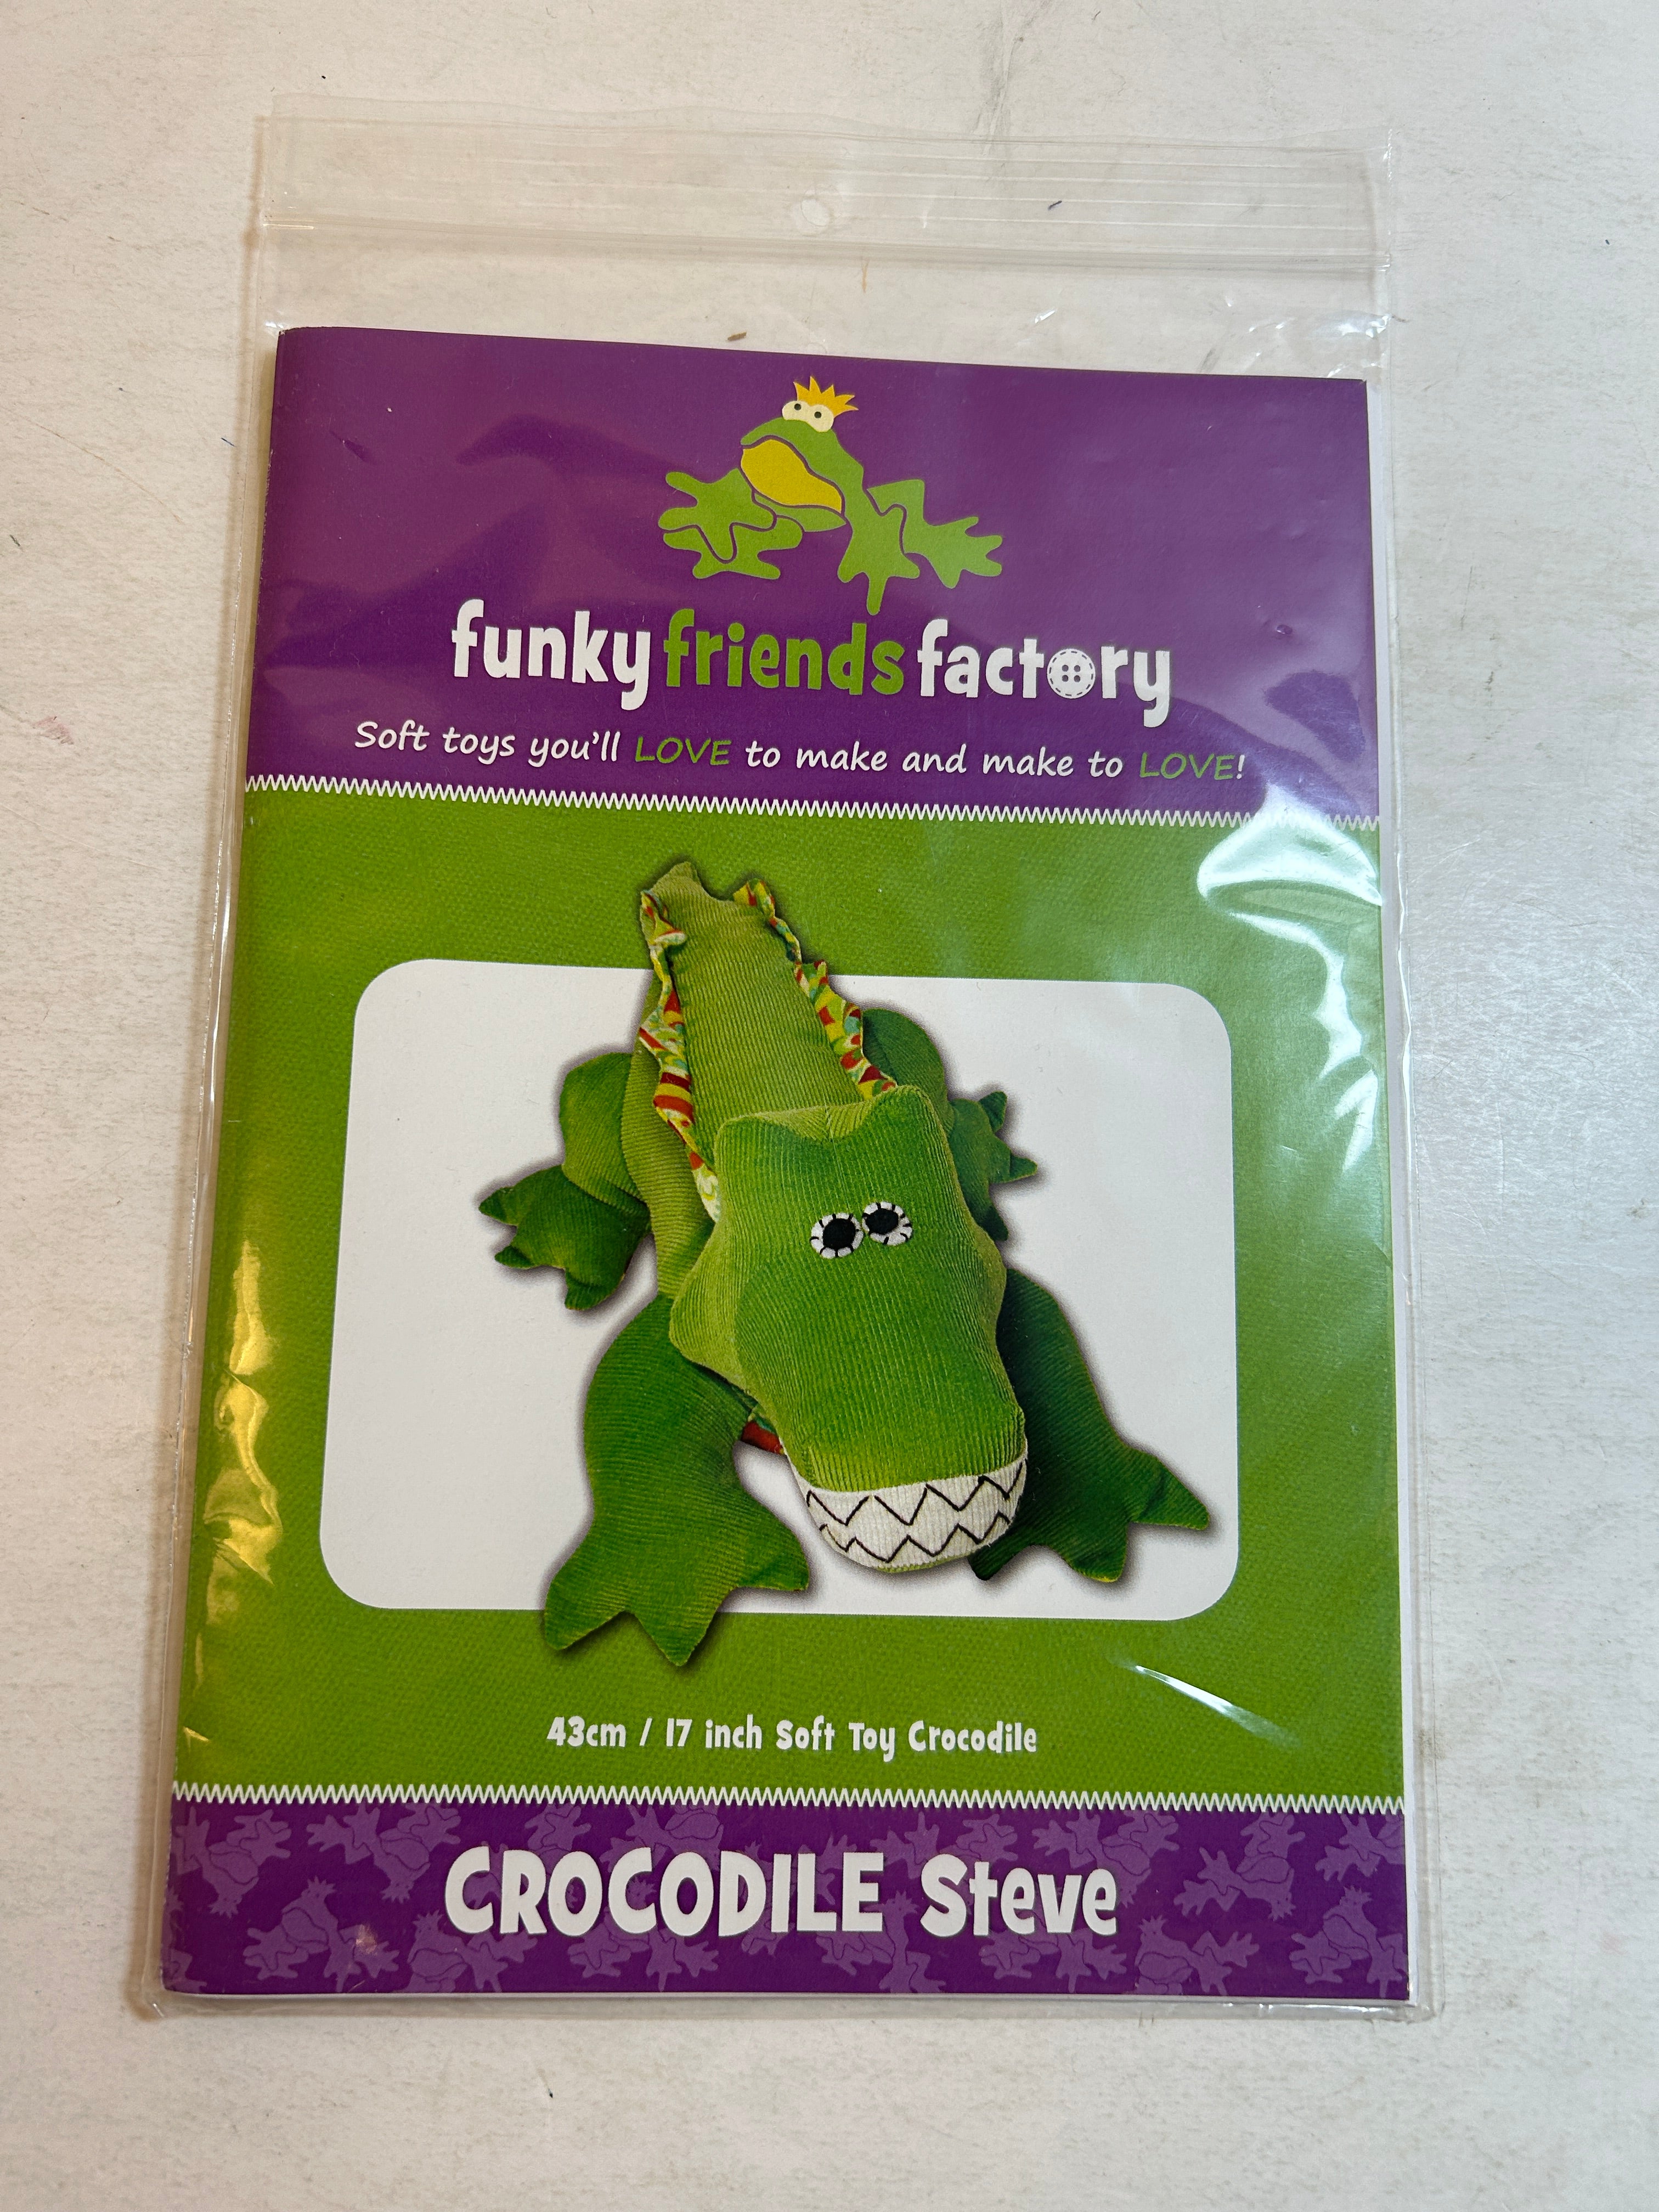 funky friends factory
Soft toys you'll LOVE to make and make to LOVE!
43cm / 17 inch Soft Toy Crocodile
CROCODILE Steve